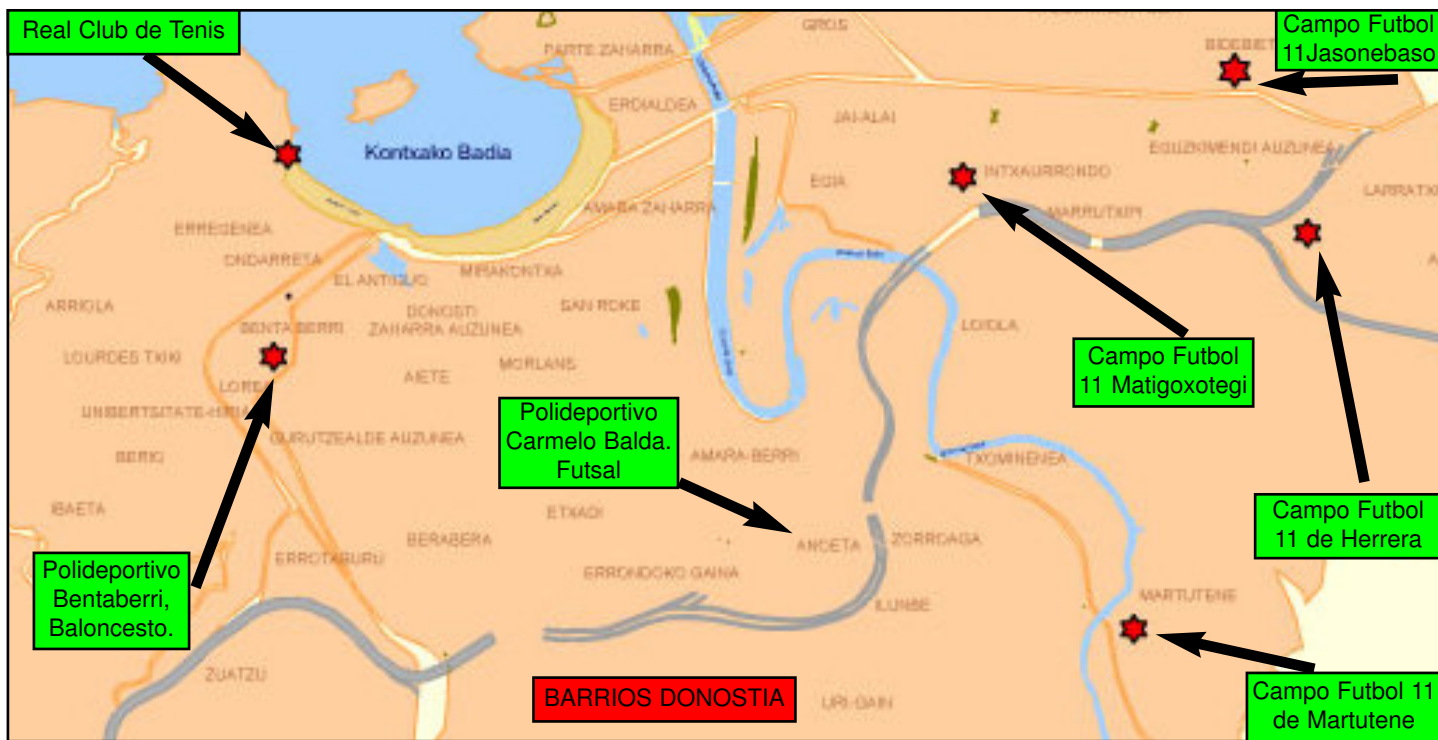 Real Club de Tenis
Campo Futbol
11Jasonebaso
PARTE ZAHARRA
GROS
ERDIALDEA
JAI-ALAI
Kontxako Badia
EGUZKIMENDI AUZUNEA
EGIA
INTXAURRONDO
AMARA ZAHARRA
MARRUTXIPI
ERREGENEA
ONDARRETA
EL ANTIGUO
MIRAKONTXA
ARRIOLA
DONOSTI
ZAHARRA AUZUNEA
SAN ROKE
BENTABERRI
LOIOLA
LOURDES TXIKI
MORLANS
AIETE
Campo Futbol
11 Matigoxotegi
Polideportivo
Carmelo Balda.
Futsal
GURUTZEALDE AUZUNEA
BERIO
AMARA-BERRI
TXOMINENEA
IBAETA
ETXADI
Campo Futbol
11 de Herrera
BERABERA
ANOETA
ZORROAGA
ERROTABURU
ERRONDOKO GAINA
Polideportivo
Bentaberri,
Baloncesto.
ILUNBE
MARTUTENE
ZUATZU
BARRIOS DONOSTIA
URI-GAIN
Campo Futbol 11
de Martutene